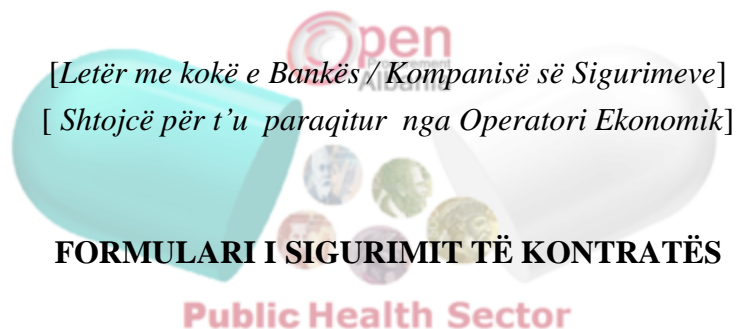 Open
Procurement
Albania
[Letër me kokë e Bankës / Kompanisë së Sigurimeve]
[ Shtojcë për t’u paraqitur nga Operatori Ekonomik]
FORMULARI I SIGURIMIT TË KONTRATËS
Public Health Sector